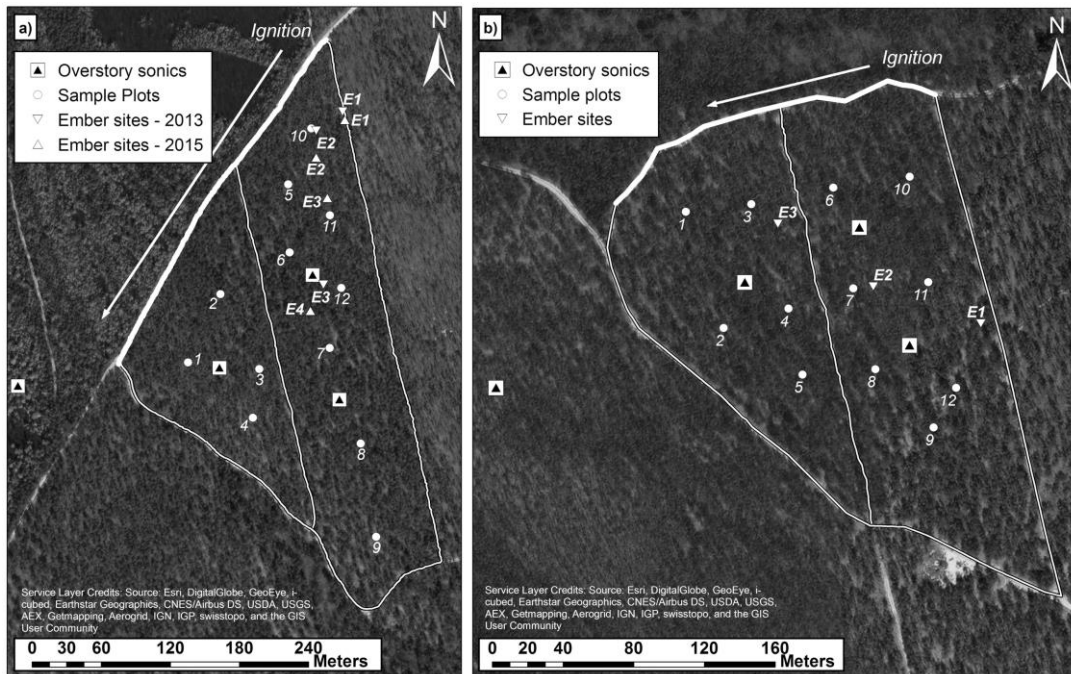 a)
Ignition
N
Overstory sonics
Sample Plots
Ember sites - 2013
Ember sites - 2015
E1
E1
10
E2
E2
5
E3
11
6
E3
12
2
E4
7
1
3
4
8
9
Service Layer Credits: Source: Esri, DigitalGlobe, GeoEye, i-
cubed, Earthstar Geographics, CNES/Airbus DS, USDA, USGS,
AEX, Getmapping, Aerogrid, IGN, IGP, swisstopo, and the GIS
User Community
Meters
0 60 120 180 240
b)
Ignition
N
Overstory sonics
Sample plots
Ember sites
10
6
3
1
E3
E2
11
7
4
E1
2
8
5
12
9
Service Layer Credits: Source: Esri, DigitalGlobe, GeoEye, i-
cubed, Earthstar Geographics, CNES/Airbus DS, USDA, USGS,
AEX, Getmapping, Aerogrid, IGN, IGP, swisstopo, and the GIS
User Community
Meters
0 40 80 120 160